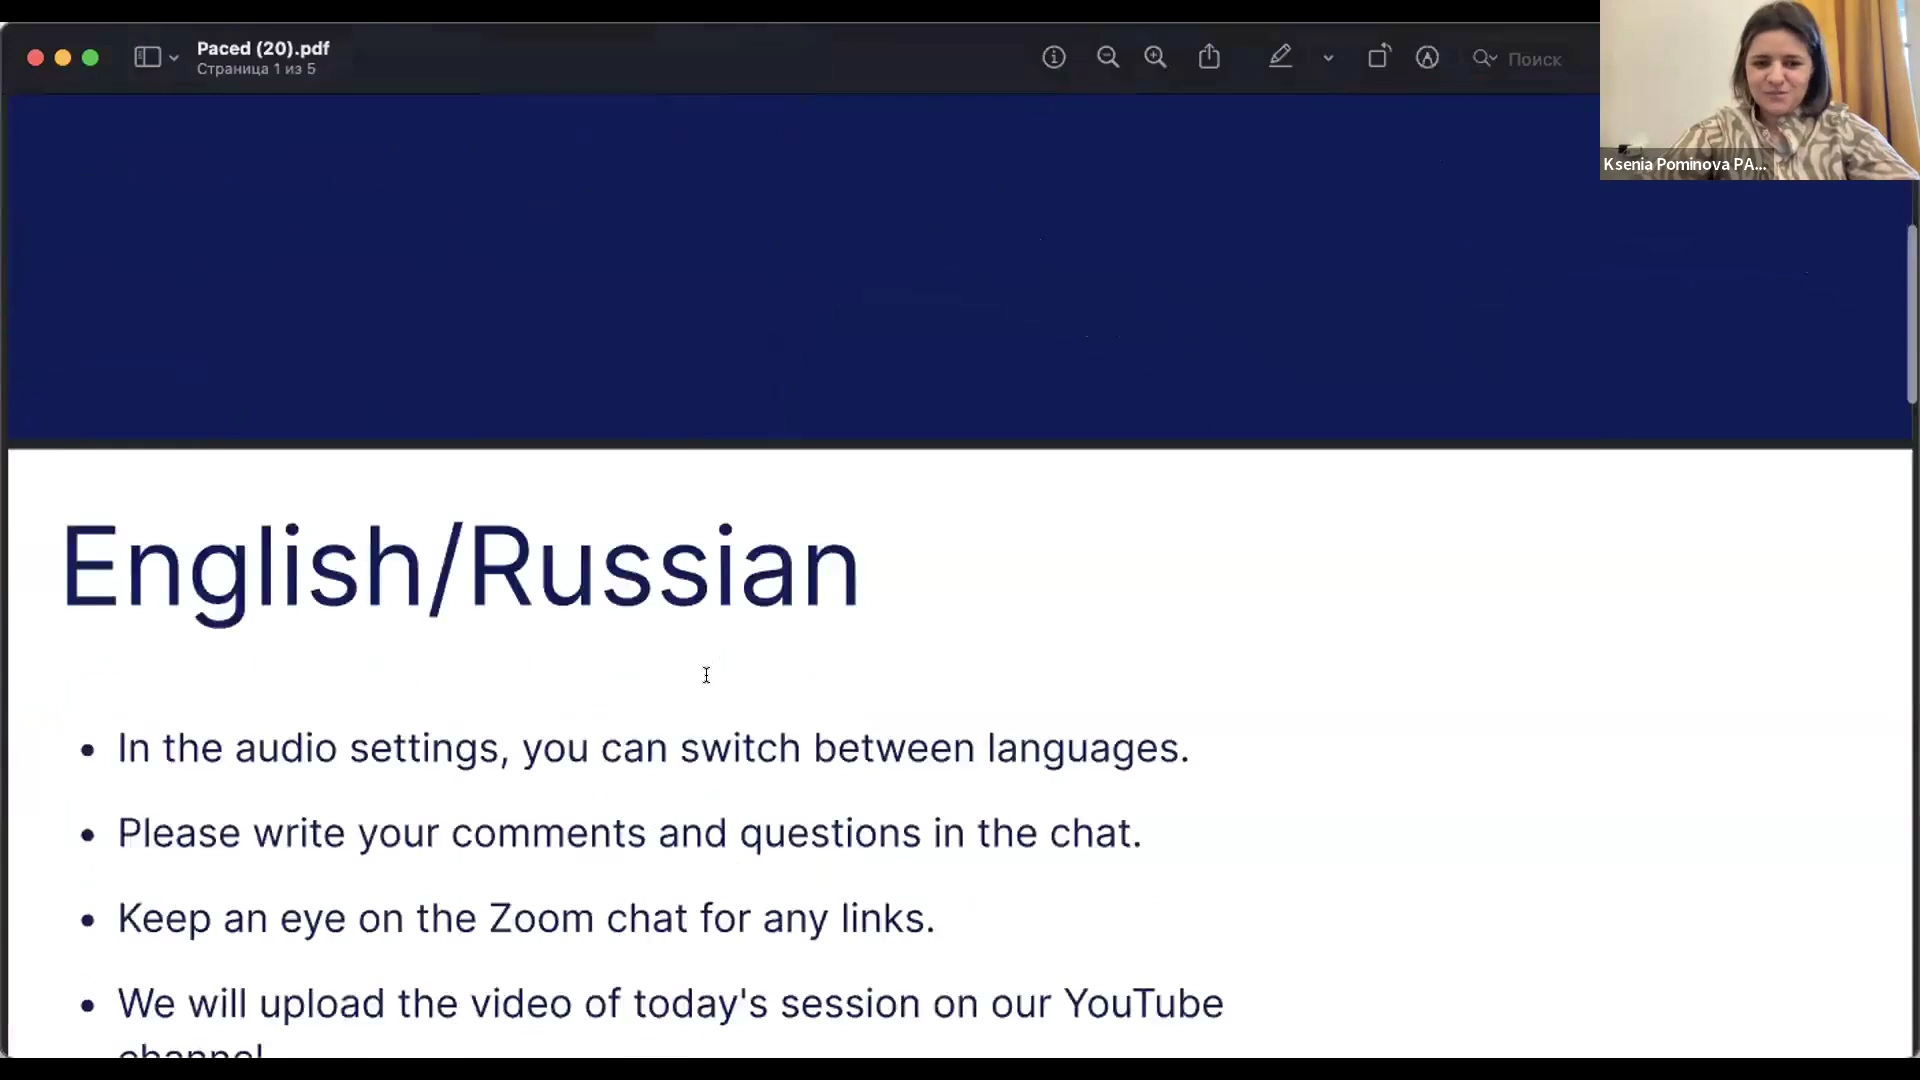 Paced (20).pdf
Страница 1 из 5
Поиск
Ksenia Pominova PA...
English/Russian
• In the audio settings, you can switch between languages.
• Please write your comments and questions in the chat.
• Keep an eye on the Zoom chat for any links.
• We will upload the video of today's session on our YouTube
channel